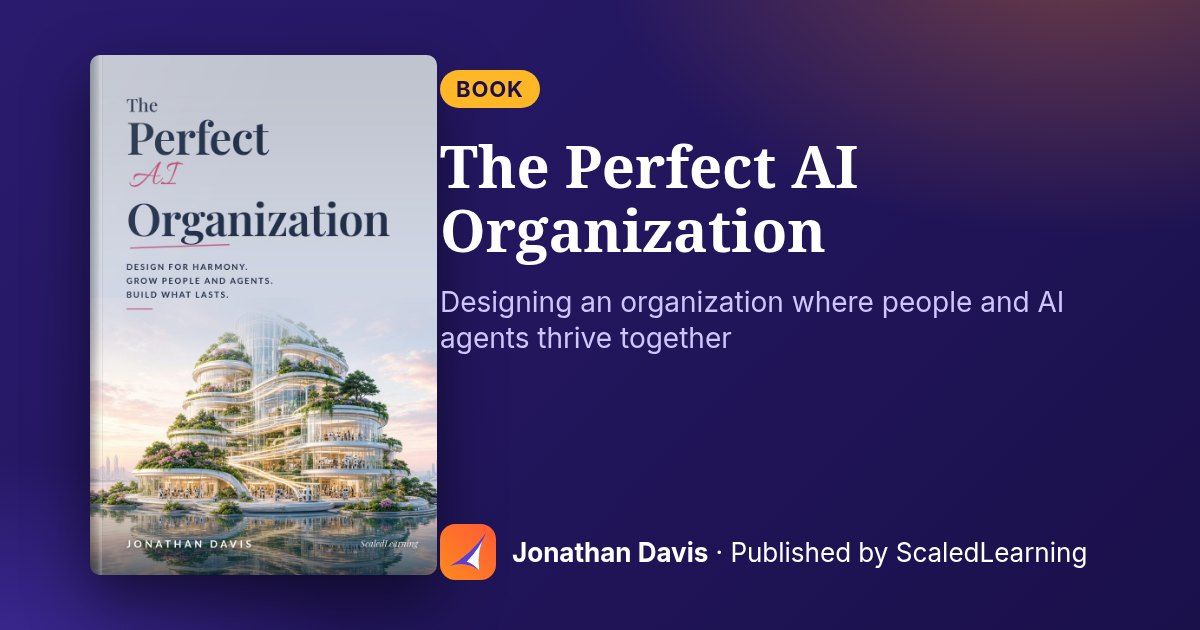 The
Perfect
AI
Organization
DESIGN FOR HARMONY.
GROW PEOPLE AND AGENTS.
BUILD WHAT LASTS.
JONATHAN DAVIS
ScaledLearning
BOOK
The Perfect AI
Organization
Designing an organization where people and AI
agents thrive together
Jonathan Davis · Published by ScaledLearning